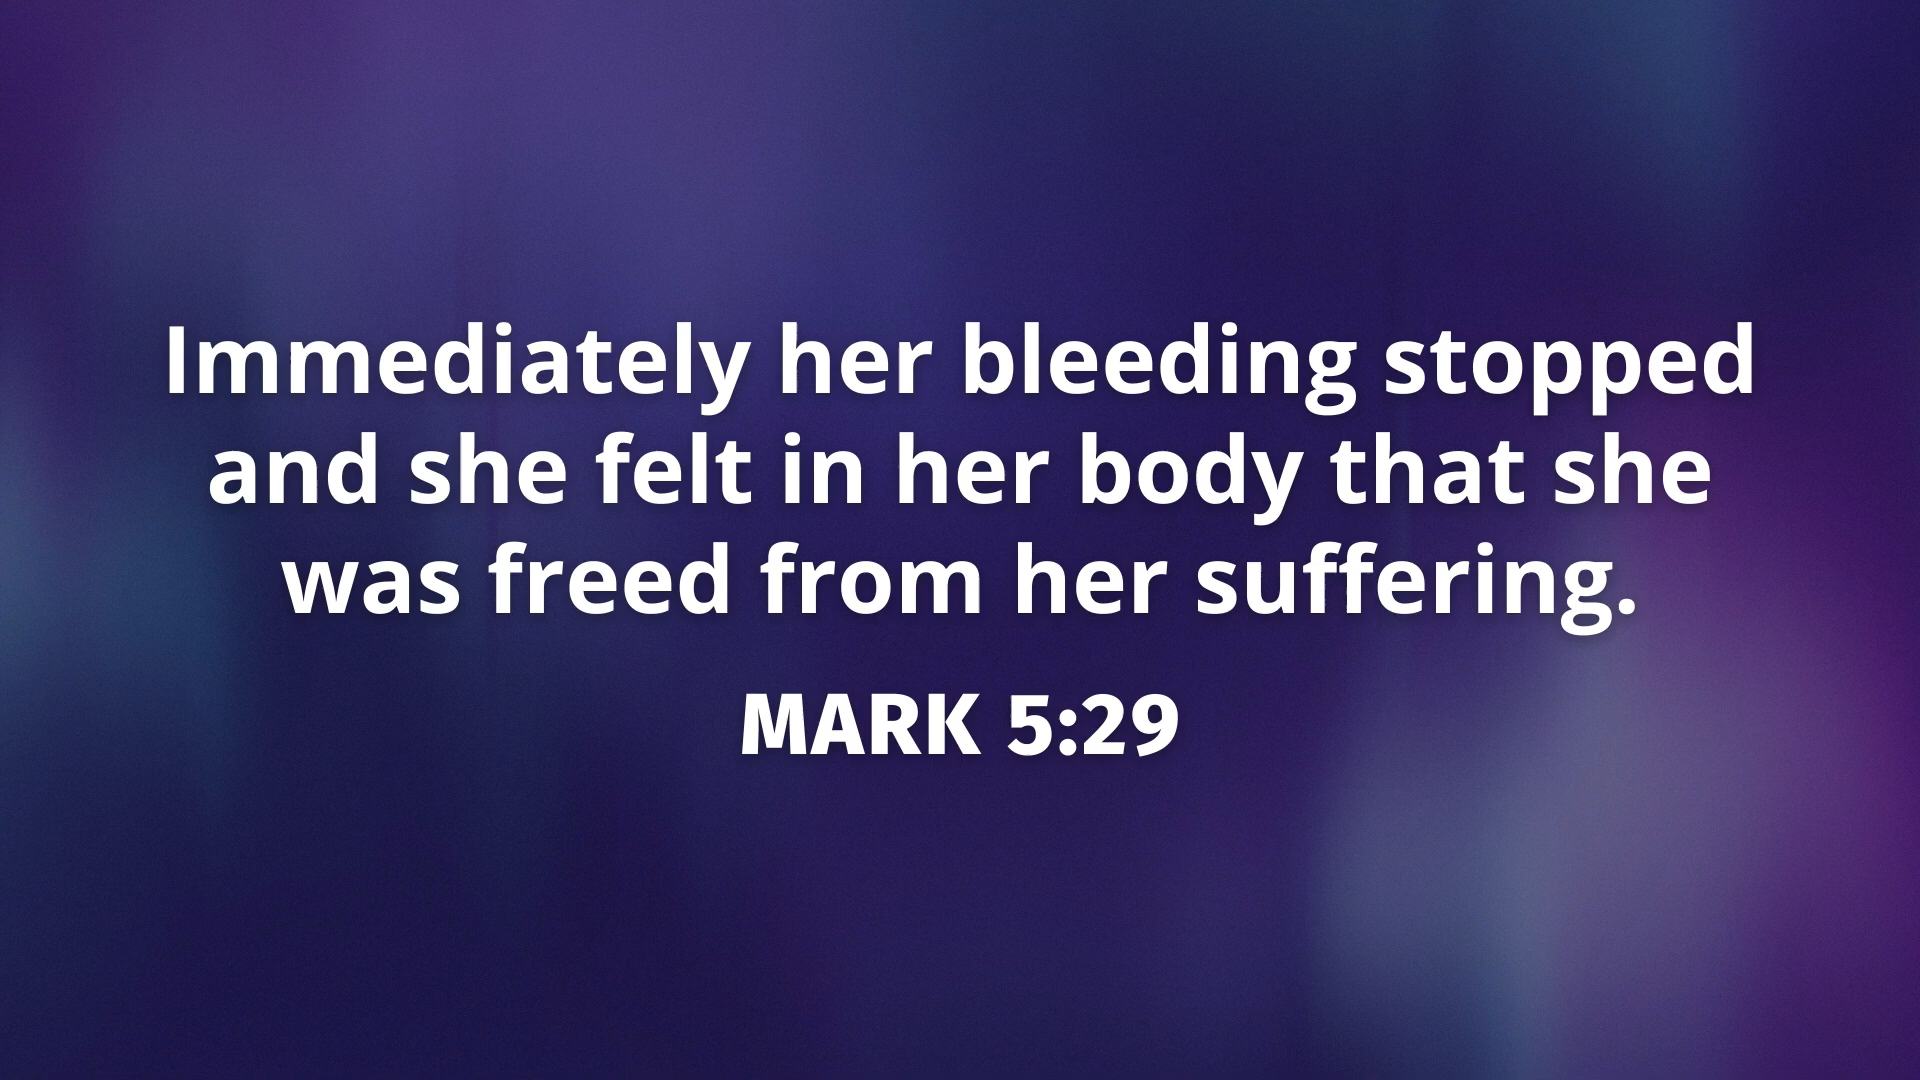 Immediately her bleeding stopped
and she felt in her body that she
was freed from her suffering.
MARK 5:29